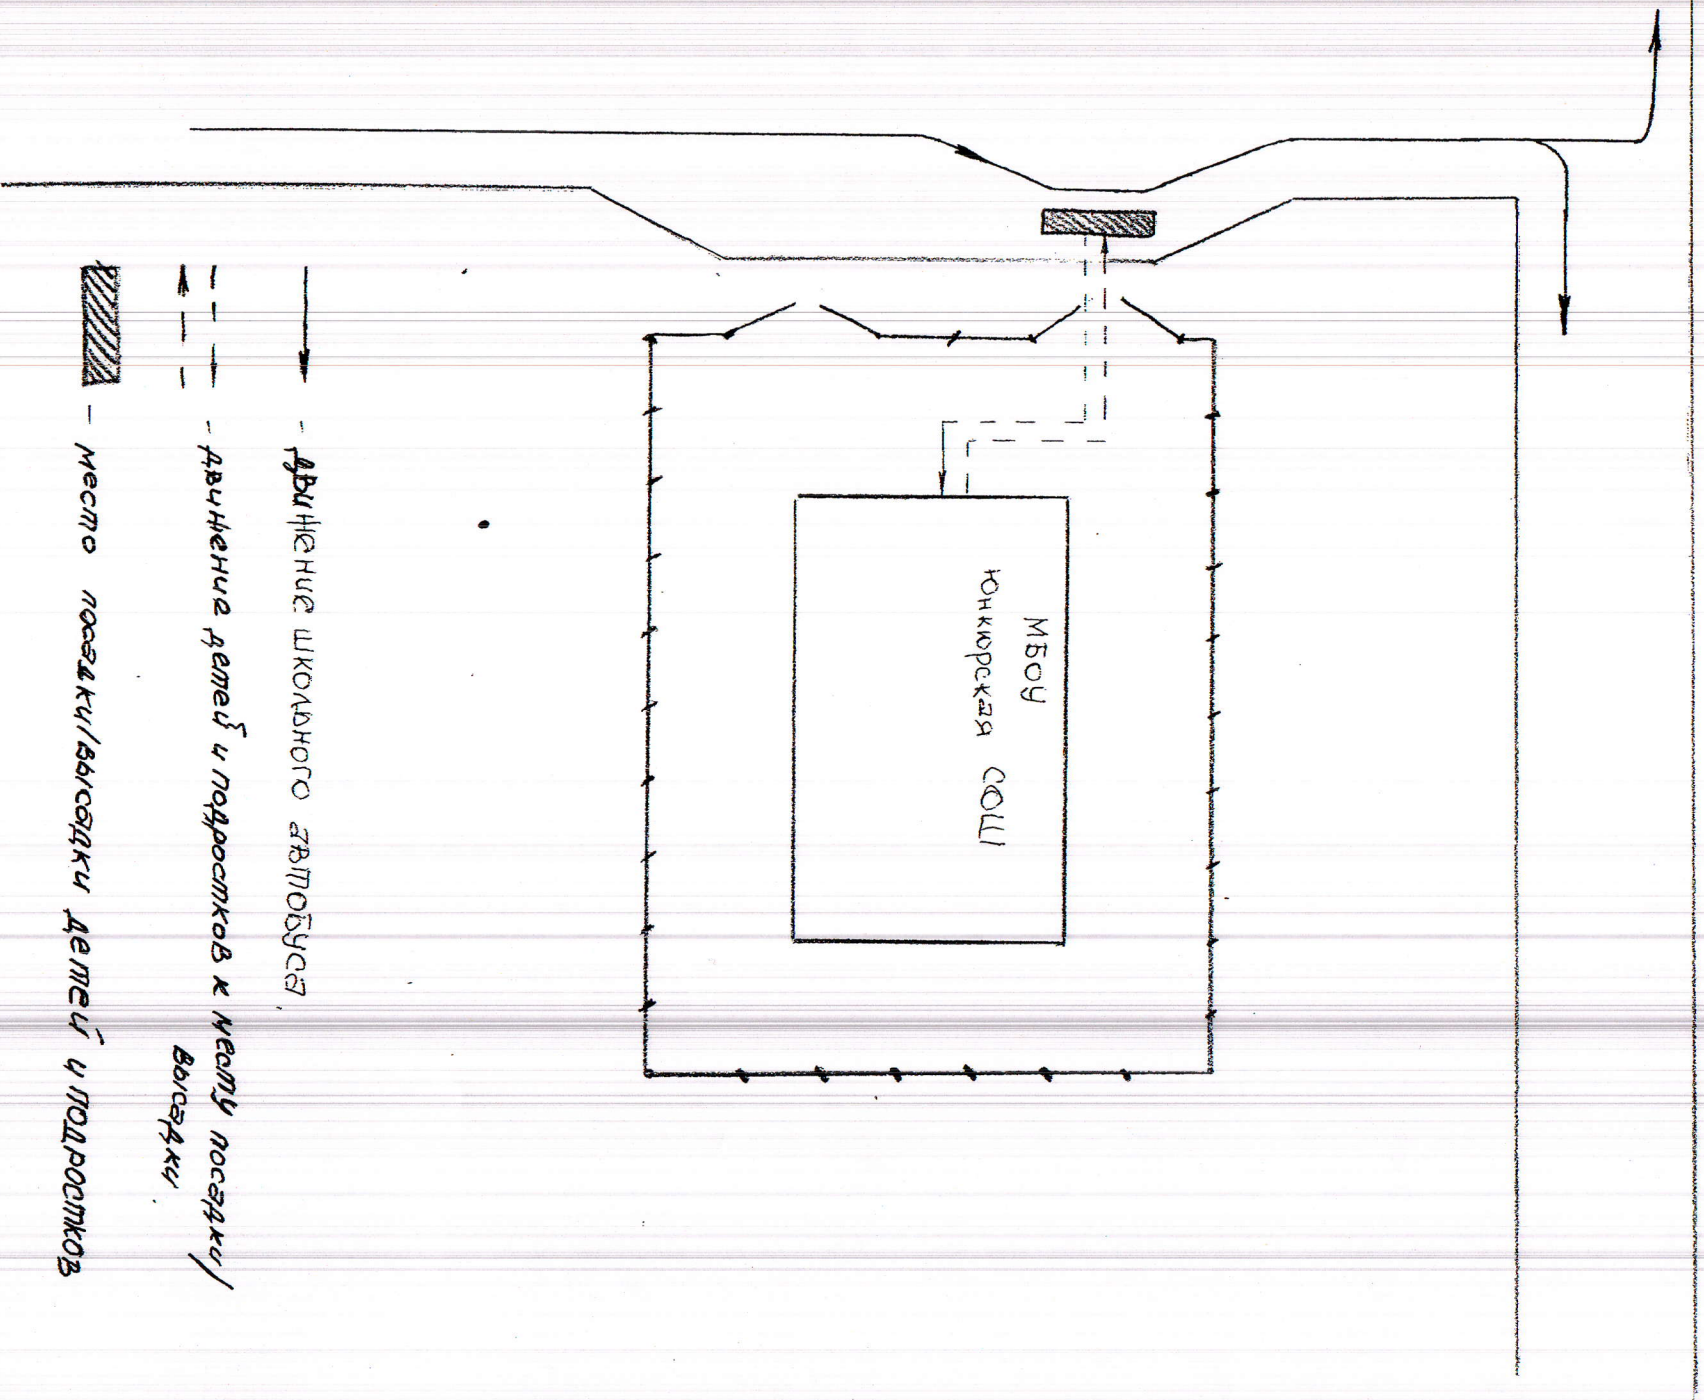 МБОУ
Юнкюрская СОШ
- движение школьного автобуса
- движение детей и подростков к месту посадки/
высадки
- место посадки/высадки детей и подростков